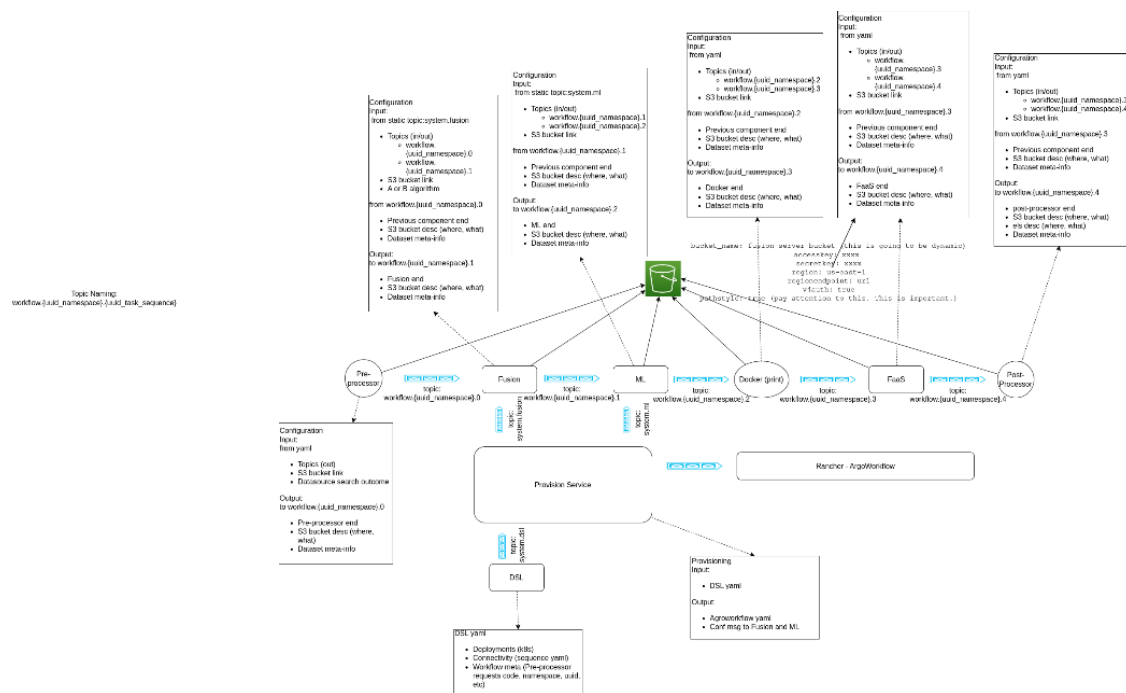 Configuration
Input:
from yaml
Topics (in/out)
workflow.
{uuid_namespace}.3
workflow.
{uuid_namespace}.4
S3 bucket link
from workflow.{uuid_namespace}.3
Previous component end
S3 bucket desc (where, what)
Dataset meta-info
Output:
to workflow.{uuid_namespace}.4
FaaS end
S3 bucket desc (where, what)
Dataset meta-info
Configuration
Input:
from yaml
Topics (in/out)
workflow.{uuid_namespace}.2
workflow.{uuid_namespace}.3
S3 bucket link
from workflow.{uuid_namespace}.2
Previous component end
S3 bucket desc (where, what)
Dataset meta-info
Output:
to workflow.{uuid_namespace}.3
Docker end
S3 bucket desc (where, what)
Dataset meta-info
Configuration
Input:
from yaml
Topics (in/out)
workflow.{uuid_namespace}.3
workflow.{uuid_namespace}.4
S3 bucket link
from workflow.{uuid_namespace}.3
Previous component end
S3 bucket desc (where, what)
Dataset meta-info
Output:
to workflow.{uuid_namespace}.4
post-processor end
S3 bucket desc (where, what)
els desc (where, what)
Dataset meta-info
Configuration
Input:
from static topic:system.ml
Topics (in/out)
workflow.{uuid_namespace}.1
workflow.{uuid_namespace}.2
S3 bucket link
from workflow.{uuid_namespace}.1
Previous component end
S3 bucket desc (where, what)
Dataset meta-info
Output:
to workflow.{uuid_namespace}.2
ML end
S3 bucket desc (where, what)
Dataset meta-info
Configuration
Input:
from static topic:system.fusion
Topics (in/out)
workflow.
{uuid_namespace}.0
workflow.
{uuid_namespace}.1
S3 bucket link
A or B algorithm
from workflow.{uuid_namespace}.0
Previous component end
S3 bucket desc (where, what)
Dataset meta-info
Output:
to workflow.{uuid_namespace}.1
Fusion end
S3 bucket desc (where, what)
Dataset meta-info
bucket_name: fusion server bucket (this is going to be dynamic)
accesskey: xxxx
secretkey: xxxx
region: us-east-1
regionendpoint: url
v4auth: true
pathstyle: true (pay attention to this. This is important.)
Topic Naming:
workflow.{uuid_namespace}.{uuid_task_sequence}
Pre-
processor
topic:
workflow.{uuid_namespace}.0
Fusion
topic:
workflow.{uuid_namespace}.1
ML
topic:
workflow.{uuid_namespace}.2
Docker (print)
topic:
workflow.{uuid_namespace}.3
FaaS
topic:
workflow.{uuid_namespace}.4
Post-
Processor
topic:
system.fusion
topic:
system.ml
Configuration
Input:
from yaml
Topics (out)
S3 bucket link
Datasource search outcome
Output:
to workflow.{uuid_namespace}.0
Pre-processor end
S3 bucket desc (where,
what)
Dataset meta-info
Provision Service
Rancher - ArgoWorkflow
topic:
system.dsl
DSL
Provisioning
Input:
DSL yaml
Output:
Agroworkflow yaml
Conf msg to Fusion and ML
DSL yaml
Deployments (k8s)
Connectivity (sequence yaml)
Workflow meta (Pre-processor
requests code, namespace, uuid,
etc)